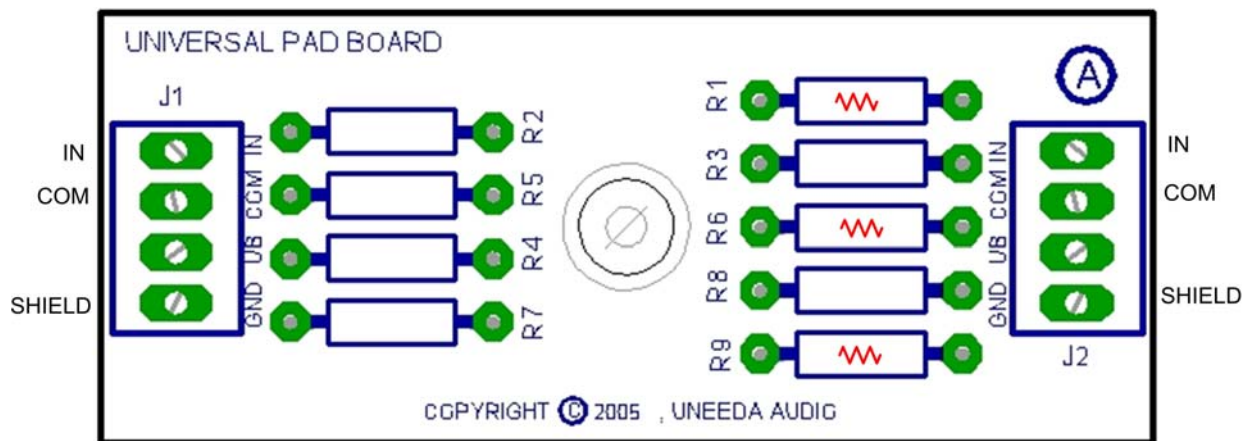 UNIVERSAL PAD BOARD
A
J1
IN
COM
SHIELD
IN
COM
UB
GND
R2
R5
R4
R7
R1
R3
R6
R8
R9
IN
COM
UB
GND
J2
IN
COM
SHIELD
COPYRIGHT © 2005 , UNEEDA AUDIO